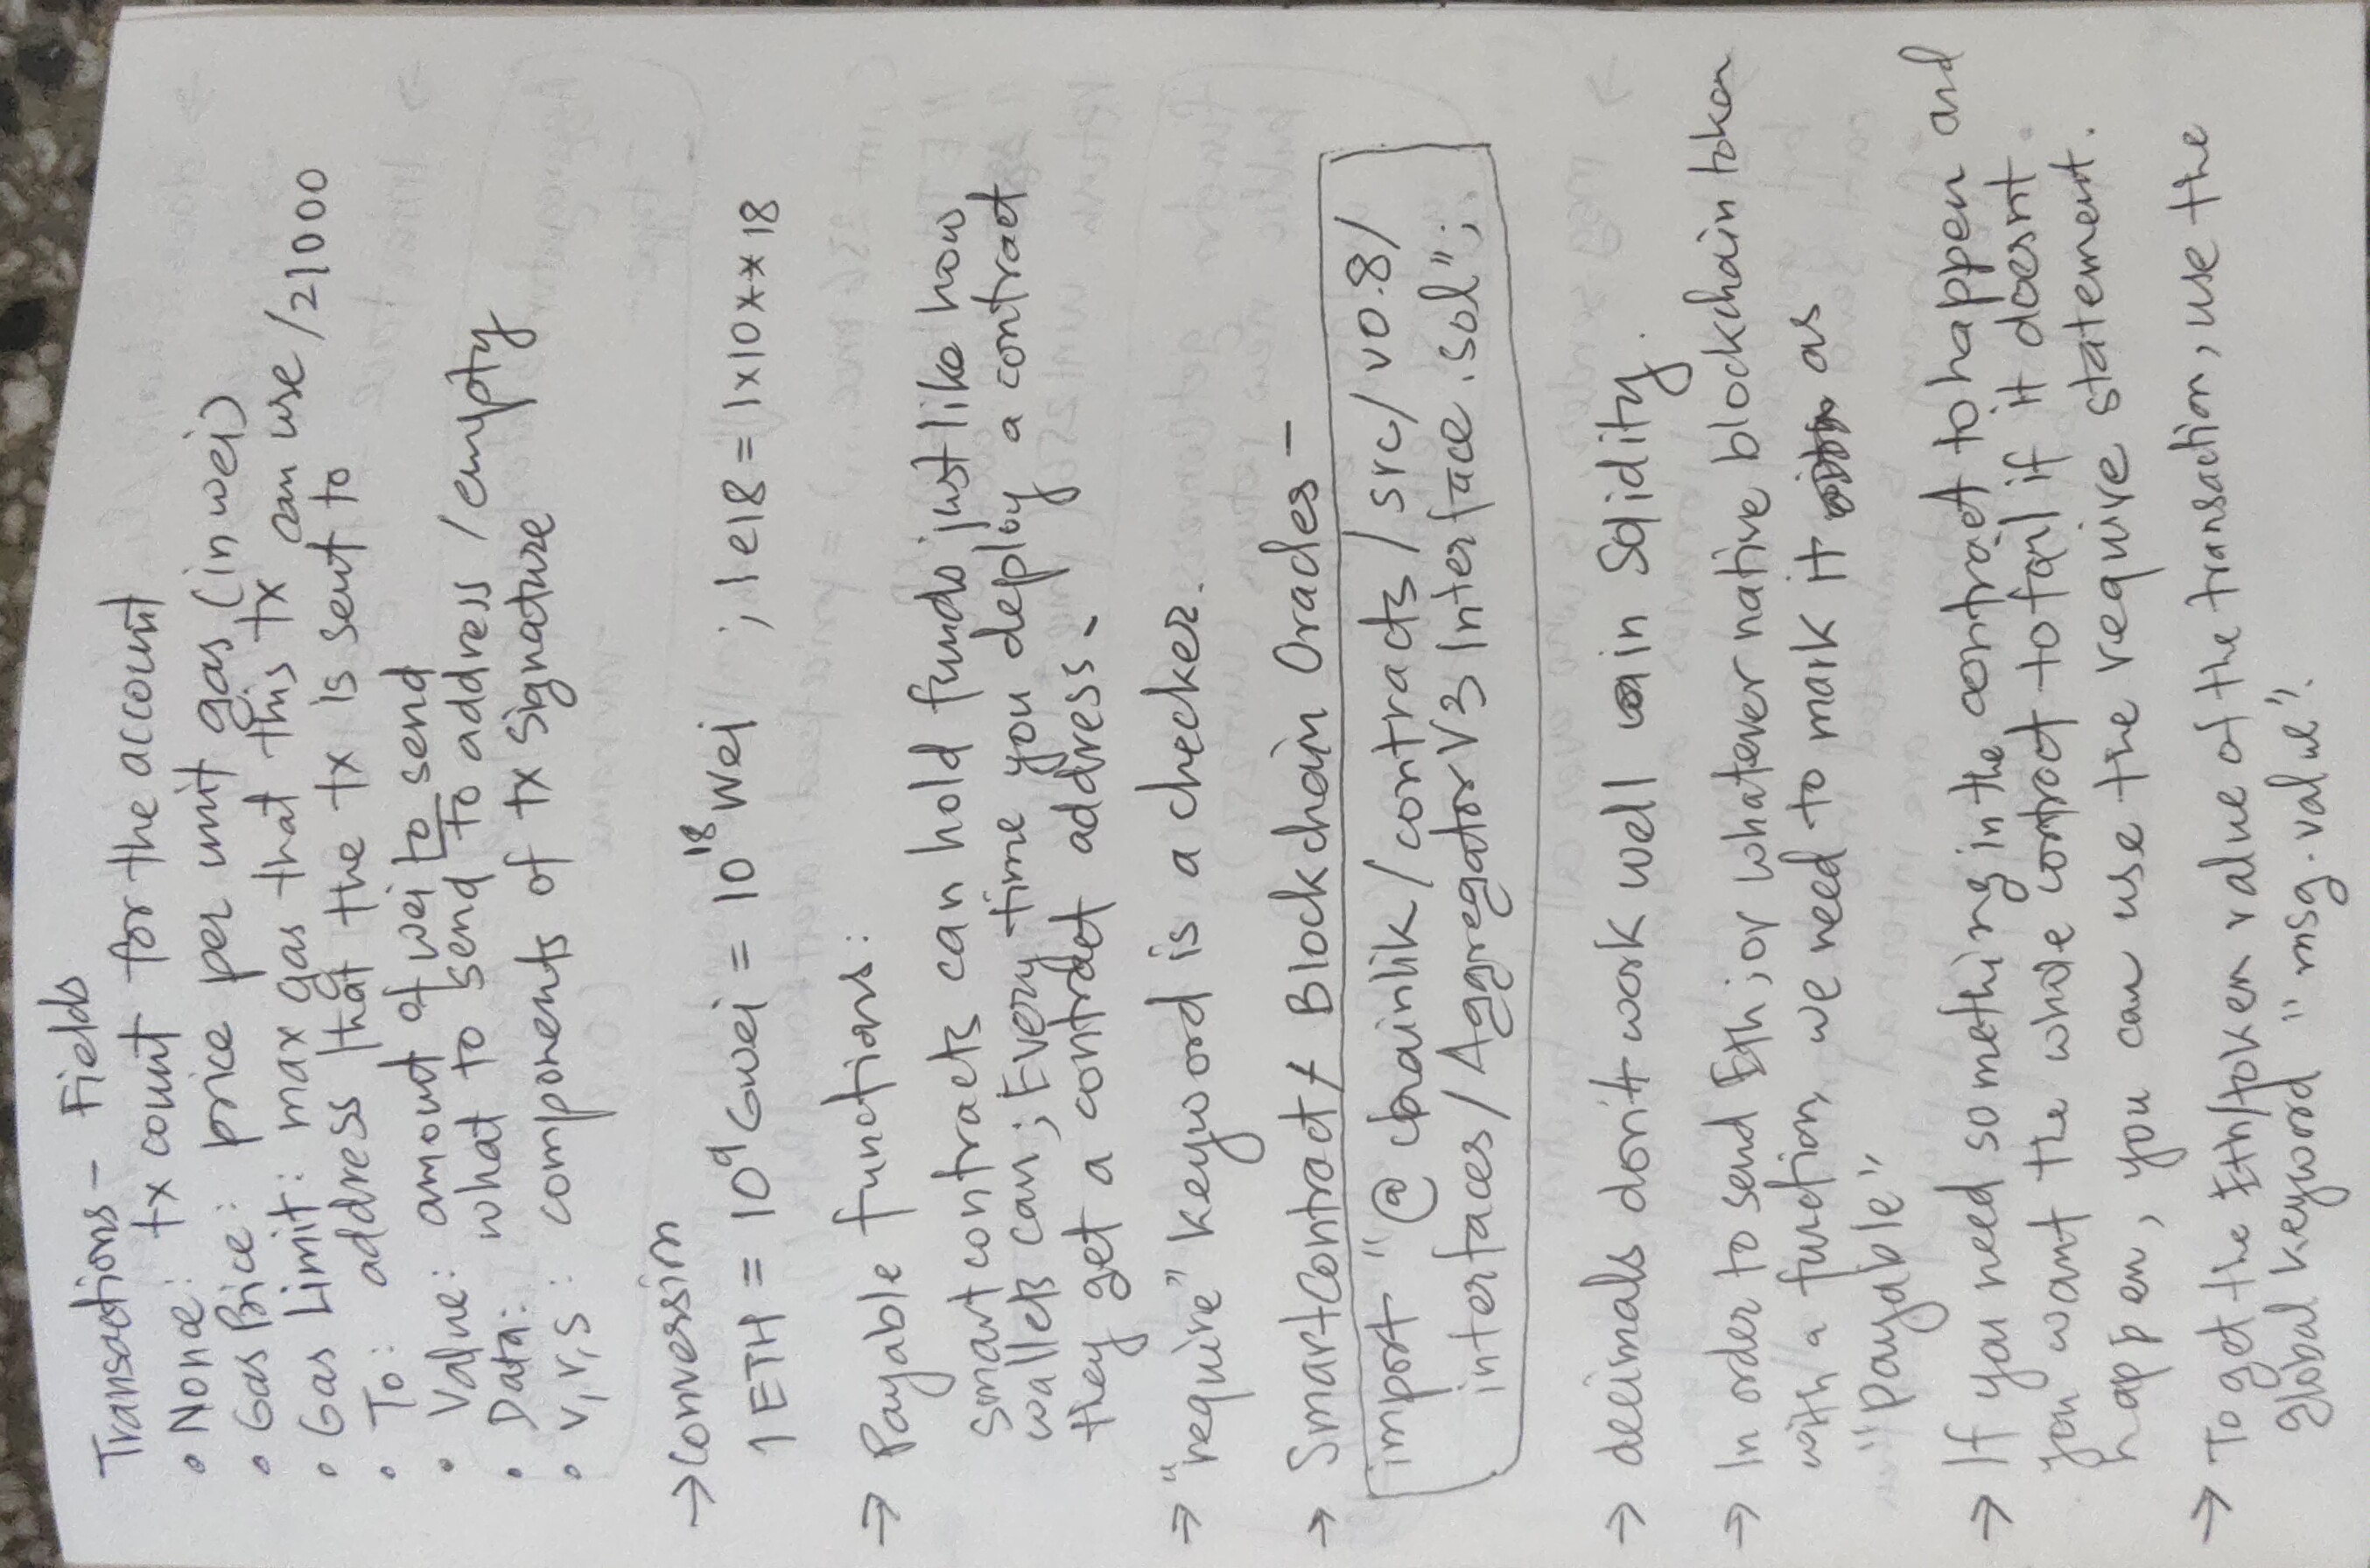 Transactions - Fields
• Nonce: tx count for the account
• Gas Price: price per unit gas (in wei)
• Gas Limit: max gas that this tx can use /21000
• To: address that the tx is sent to
• Value: amount of wei to send
• Data: what to send To address / empty
• v, r, s: components of tx Signature
→ Conversion
1 ETH = 10⁹ Gwei = 10¹⁸ Wei ; 1e18 = 1x10**18
→ Payable functions:
smart contracts can hold funds just like how
wallets can; Every time you deploy a contract
they get a contract address.
→ "require" keyword is a checker.
→ Smart Contract + Blockchain Oracles -
import "@chainlik/contracts/src/v0.8/
interfaces/AggregatorV3Interface.sol";
→ decimals don't work well in Solidity.
→ In order to send Eth ; or whatever native blockchain token
with a function, we need to mark it as
"Payable"
→ If you need something in the contract to happen and
you want the whole contract to fail if it doesnt
happen, you can use the require statement.
→ To get the Eth/token value of the transaction, use the
global keyword "msg.value".